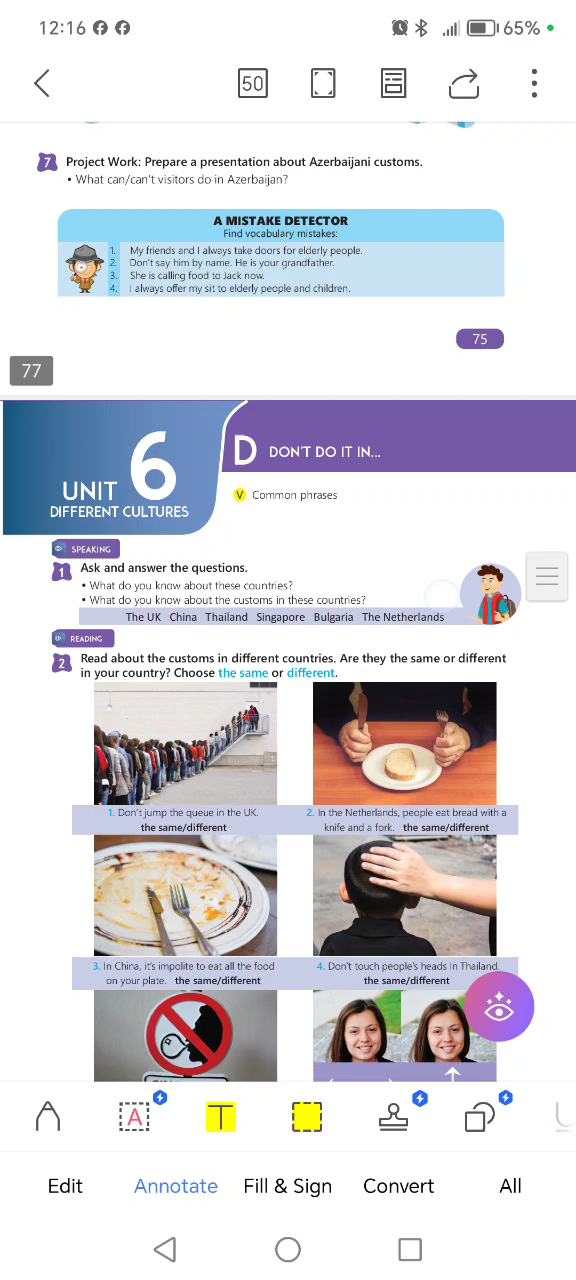 12:16
65%
50
7 Project Work: Prepare a presentation about Azerbaijani customs.
• What can/can't visitors do in Azerbaijan?
A MISTAKE DETECTOR
Find vocabulary mistakes:
1. My friends and I always take doors for elderly people.
2. Don't say him by name. He is your grandfather.
3. She is calling food to Jack now.
4. I always offer my sit to elderly people and children.
75
77
UNIT 6
DIFFERENT CULTURES
D DON'T DO IT IN...
V Common phrases
SPEAKING
1 Ask and answer the questions.
• What do you know about these countries?
• What do you know about the customs in these countries?
The UK China Thailand Singapore Bulgaria The Netherlands
READING
2 Read about the customs in different countries. Are they the same or different
in your country? Choose the same or different.
1. Don't jump the queue in the UK.
the same/different
2. In the Netherlands, people eat bread with a
knife and a fork. the same/different
3. In China, it's impolite to eat all the food
on your plate. the same/different
4. Don't touch people's heads In Thailand.
the same/different
A
T
Edit
Annotate
Fill & Sign
Convert
All